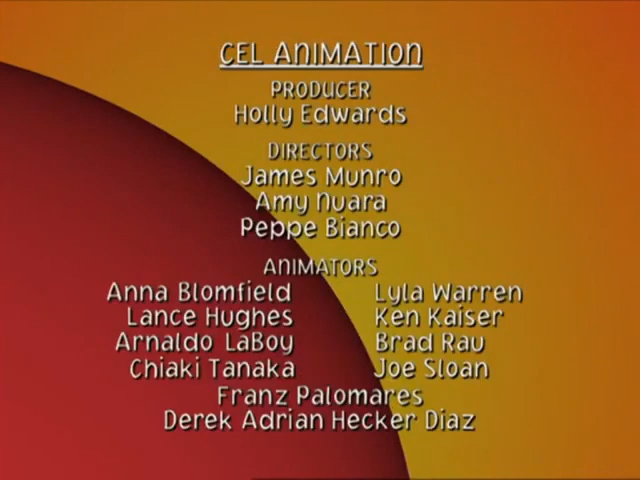 CEL ANIMATION
PRODUCER
Holly Edwards
DIRECTORS
James Munro
Amy Nuara
Peppe Bianco
ANIMATORS
Anna Blomfield Lyla Warren
Lance Hughes Ken Kaiser
Arnaldo LaBoy Brad Rau
Chiaki Tanaka Joe Sloan
Franz Palomares
Derek Adrian Hecker Diaz